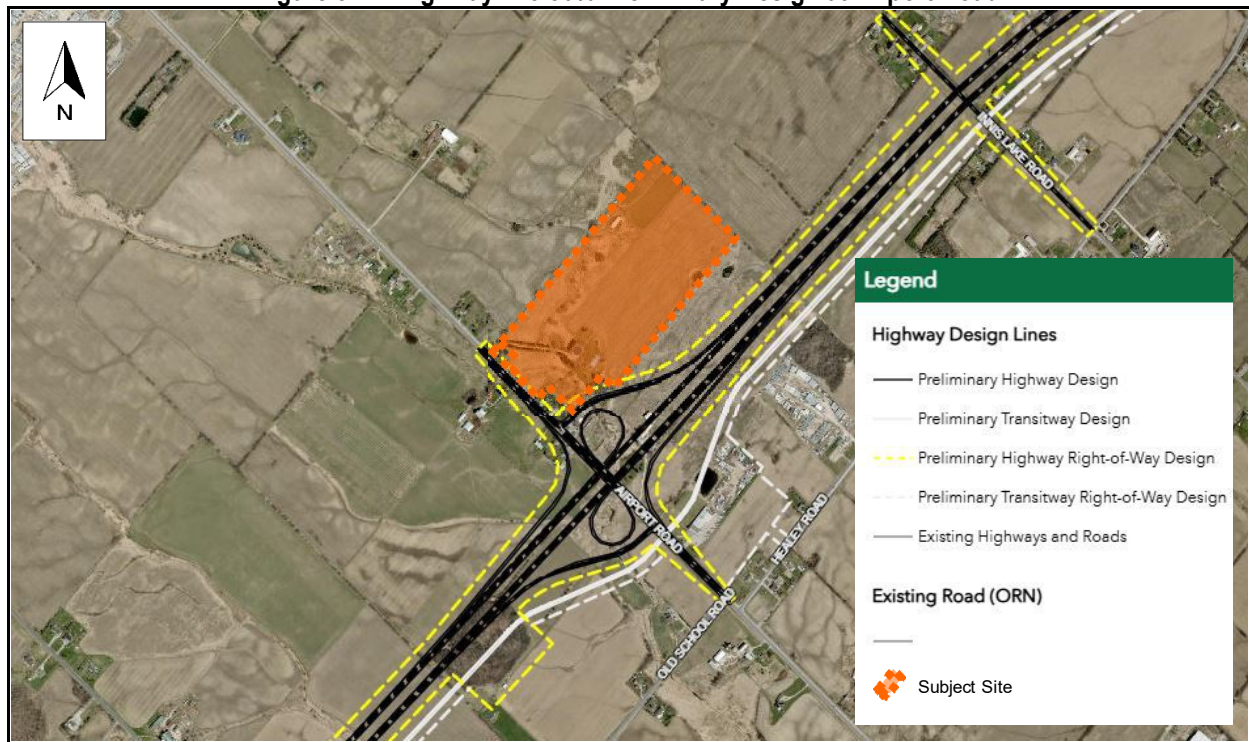 N
INNIS LAKE ROAD
AIRPORT ROAD
HEALEY ROAD
OLD SCHOOL ROAD
Legend
Highway Design Lines
Preliminary Highway Design
Preliminary Transitway Design
Preliminary Highway Right-of-Way Design
Preliminary Transitway Right-of-Way Design
Existing Highways and Roads
Existing Road (ORN)
Subject Site